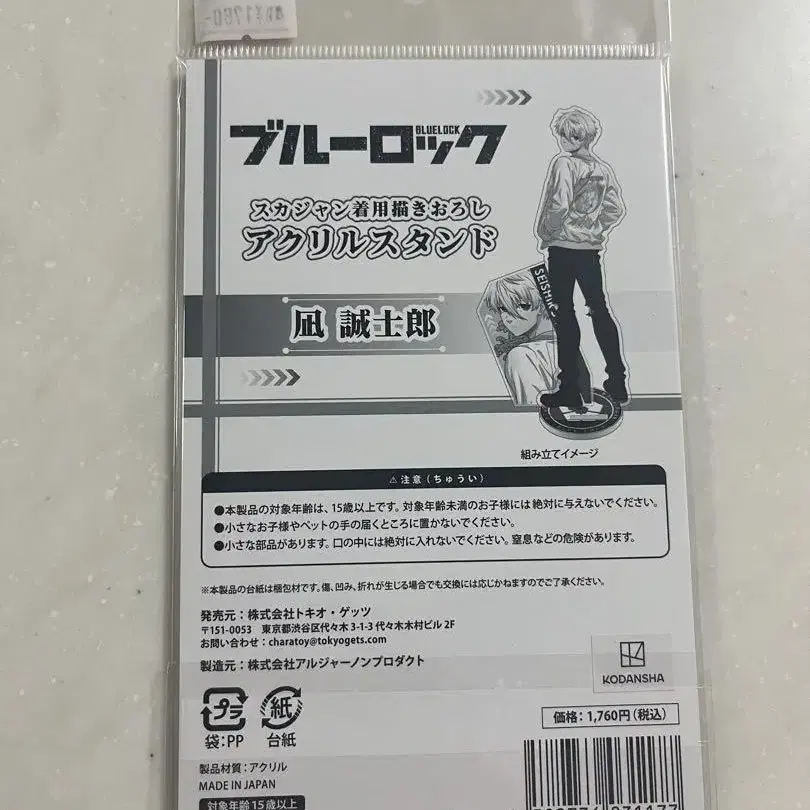 ブルーロック
BLUELOCK
スカジャン着用描きおろし
アクリルスタンド
凪 誠士郎
組み立てイメージ
⚠注意(ちゅうい)
●本製品の対象年齢は、15歳以上です。対象年齢未満のお子様には絶対に与えないでください。
●小さなお子様やペットの手の届くところに置かないでください。
●小さな部品があります。口の中には絶対に入れないでください。窒息などの危険があります。
※本製品の台紙は梱包材です。傷、凹み、折れが生じる場合でも交換には応じかねますのでご了承ください。
発売元:株式会社トキオ・ゲッツ
〒151-0053 東京都渋谷区代々木3-1-3 代々木木村ビル 2F
お問い合わせ:charatoy@tokyogets.com
製造元:株式会社アルジャーノンプロダクト
KODANSHA
プラ
紙
袋:PP
台紙
価格:1,760円(税込)
製品材質:アクリル
MADE IN JAPAN
対象年齢15歳以上